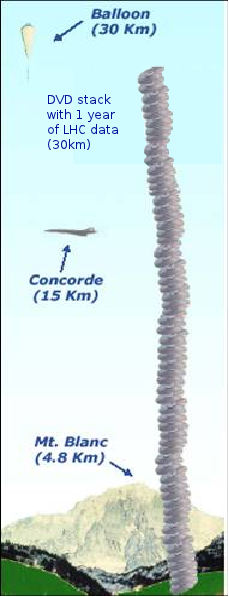 Balloon
(30 Km)
DVD stack
with 1 year
of LHC data
(30km)
Concorde
(15 Km)
Mt. Blanc
(4.8 Km)